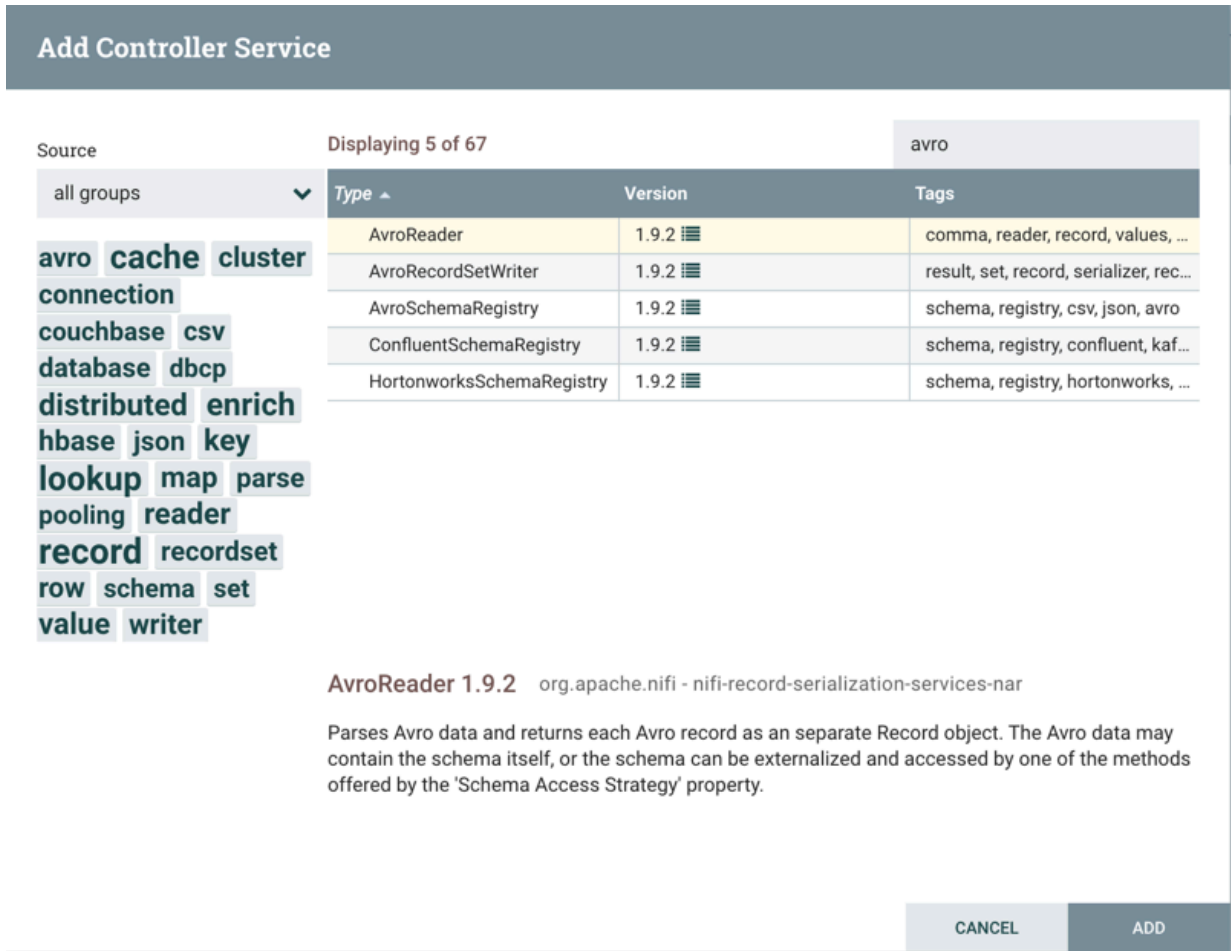 Add Controller Service
Source
Displaying 5 of 67
avro
all groups
Type Version Tags
AvroReader 1.9.2 comma, reader, record, values, ...
AvroRecordSetWriter 1.9.2 result, set, record, serializer, rec...
AvroSchemaRegistry 1.9.2 schema, registry, csv, json, avro
ConfluentSchemaRegistry 1.9.2 schema, registry, confluent, kaf...
HortonworksSchemaRegistry 1.9.2 schema, registry, hortonworks, ...
avro cache cluster
connection
couchbase csv
database dbcp
distributed enrich
hbase json key
lookup map parse
pooling reader
record recordset
row schema set
value writer
AvroReader 1.9.2 org.apache.nifi - nifi-record-serialization-services-nar
Parses Avro data and returns each Avro record as an separate Record object. The Avro data may
contain the schema itself, or the schema can be externalized and accessed by one of the methods
offered by the 'Schema Access Strategy' property.
CANCEL ADD